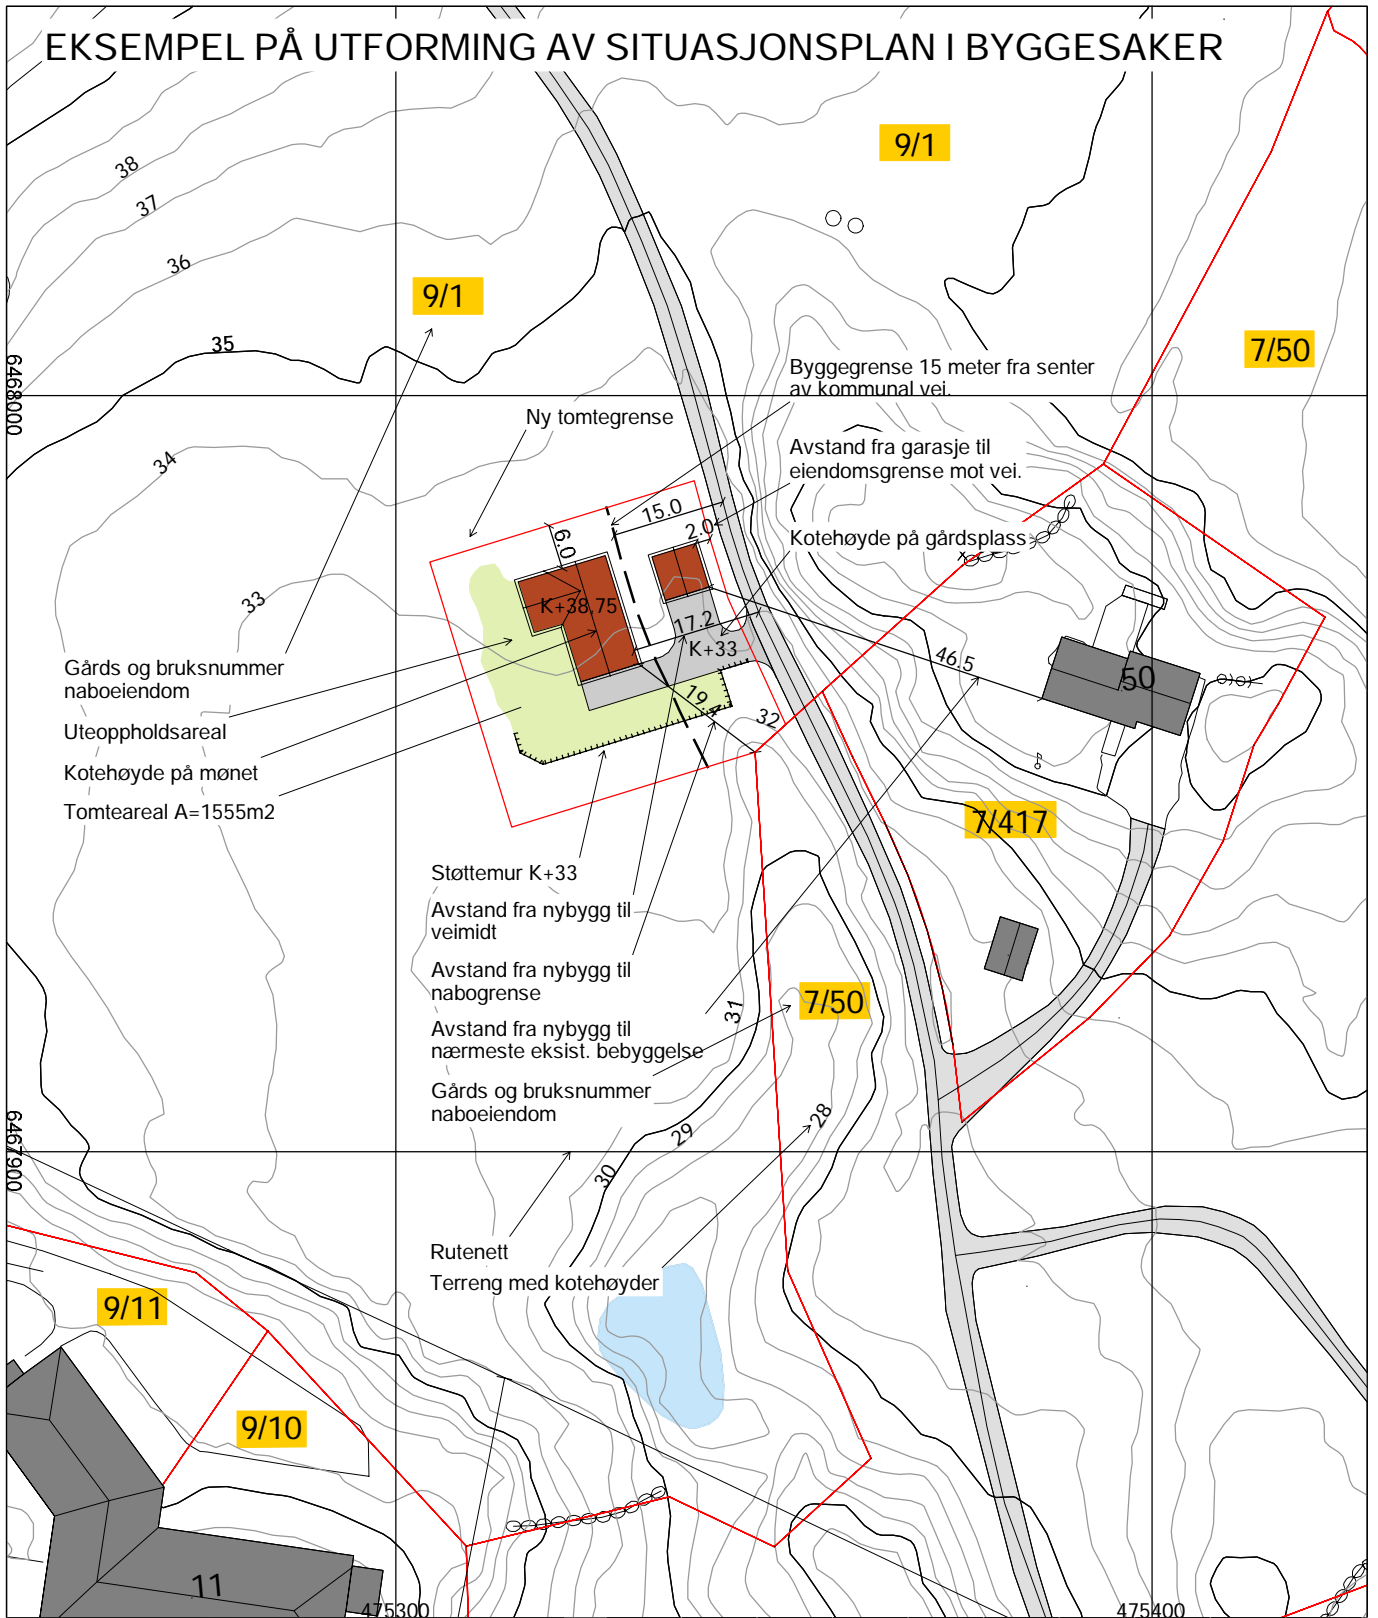 EKSEMPEL PÅ UTFORMING AV SITUASJONSPLAN I BYGGESAKER
9/1
38
37
36
9/1
35
7/50
6468000
Byggegrense 15 meter fra senter
av kommunal vei.
Ny tomtegrense
Avstand fra garasje til
eiendomsgrense mot vei.
34
15.0
2.0
6.0
Kotehøyde på gårdsplass
33
K+38,75
17.2
K+33
46.5
50
Gårds og bruksnummer
naboeiendom
Uteoppholdsareal
19.4
32
Kotehøyde på mønet
Tomteareal A=1555m2
7/417
Støttemur K+33
Avstand fra nybygg til
veimidt
Avstand fra nybygg til
nabogrense
31
7/50
Avstand fra nybygg til
nærmeste eksist. bebyggelse
Gårds og bruksnummer
naboeiendom
28
29
6467900
30
Rutenett
Terreng med kotehøyder
9/11
9/10
11
475300
475400